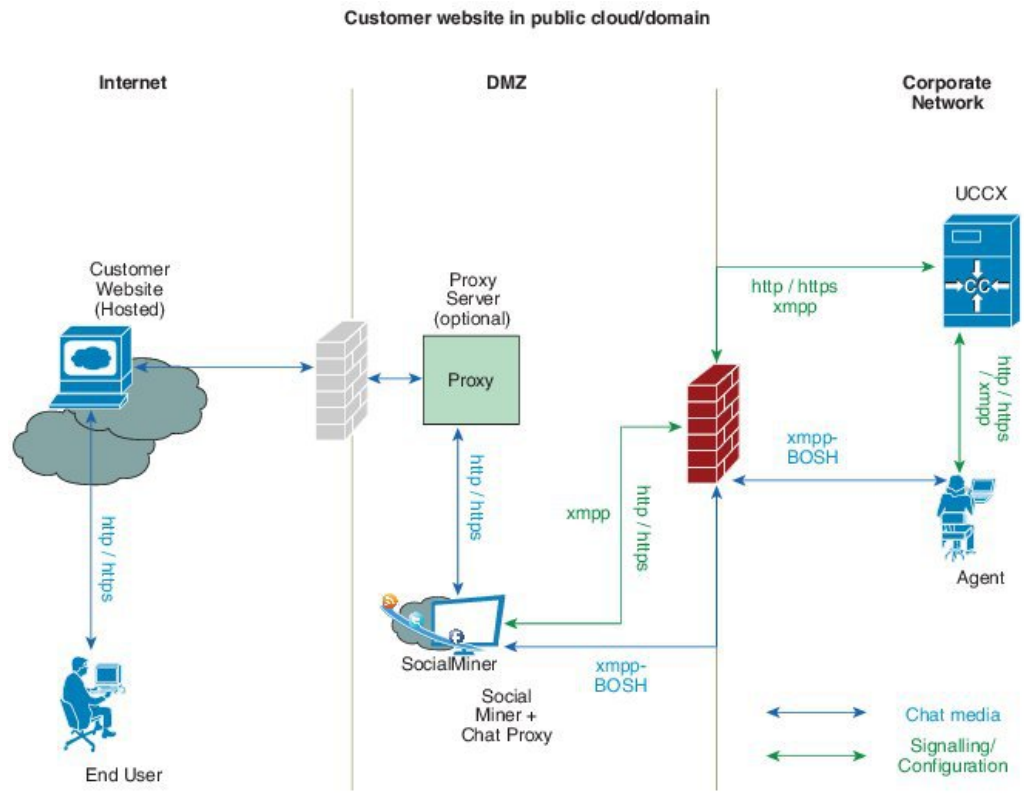 Customer website in public cloud/domain
Internet
DMZ
Corporate
Network
UCCX
CC
Customer
Website
(Hosted)
Proxy
Server
(optional)
Proxy
http / https
xmpp
http / https
/ xmpp
http / https
xmpp
http / https
xmpp-
BOSH
http / https
Agent
SocialMiner
xmpp-
BOSH
Social
Miner +
Chat Proxy
End User
Chat media
Signalling/
Configuration